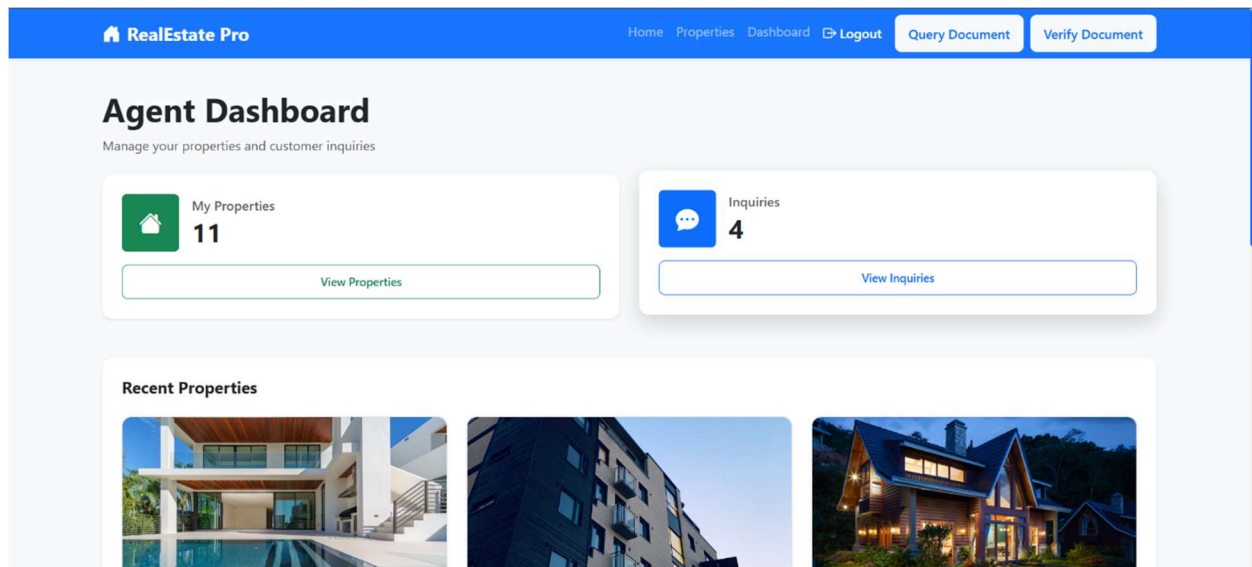 RealEstate Pro
Home Properties Dashboard Logout Query Document Verify Document
Agent Dashboard
Manage your properties and customer inquiries
My Properties
11
View Properties
Inquiries
4
View Inquiries
Recent Properties